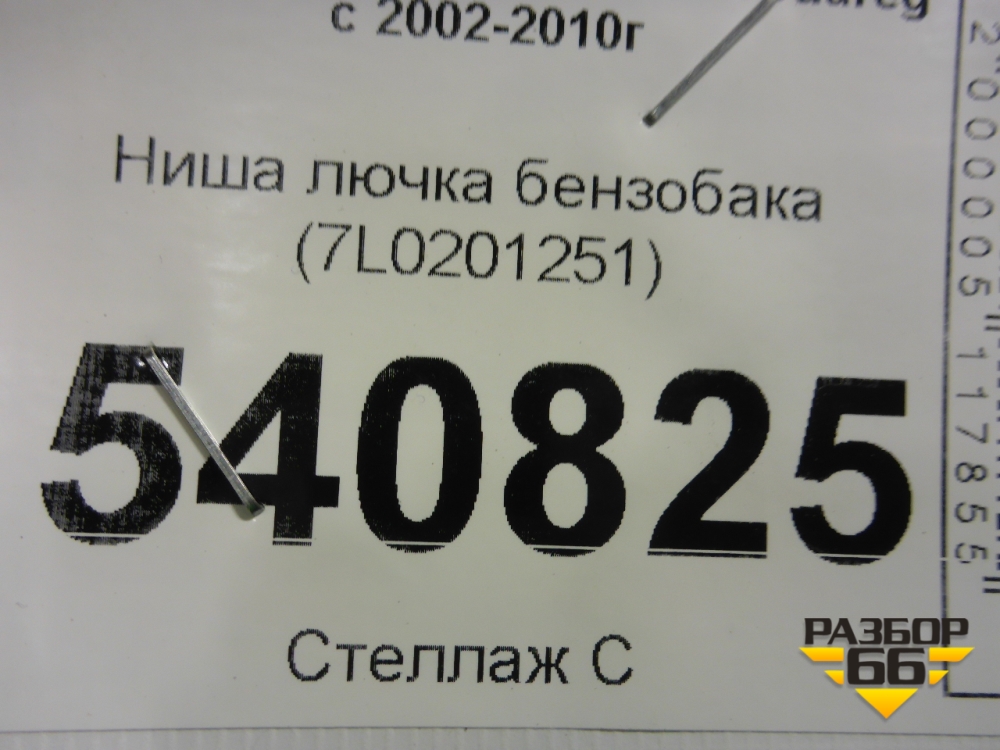 с 2002-2010г
Ниша лючка бензобака
(7L0201251)
540825
Стеллаж С
2000005117855
РАЗБОР
66